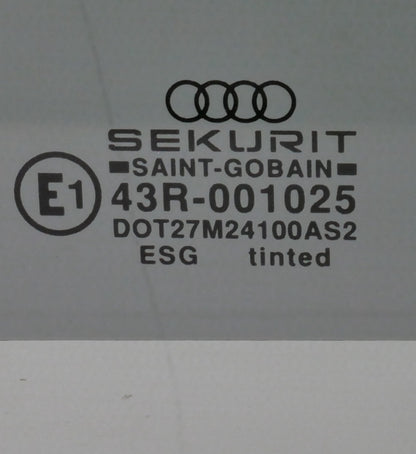 SEKURIT
SAINT-GOBAIN
E1
43R-001025
DOT27M24100AS2
ESG tinted